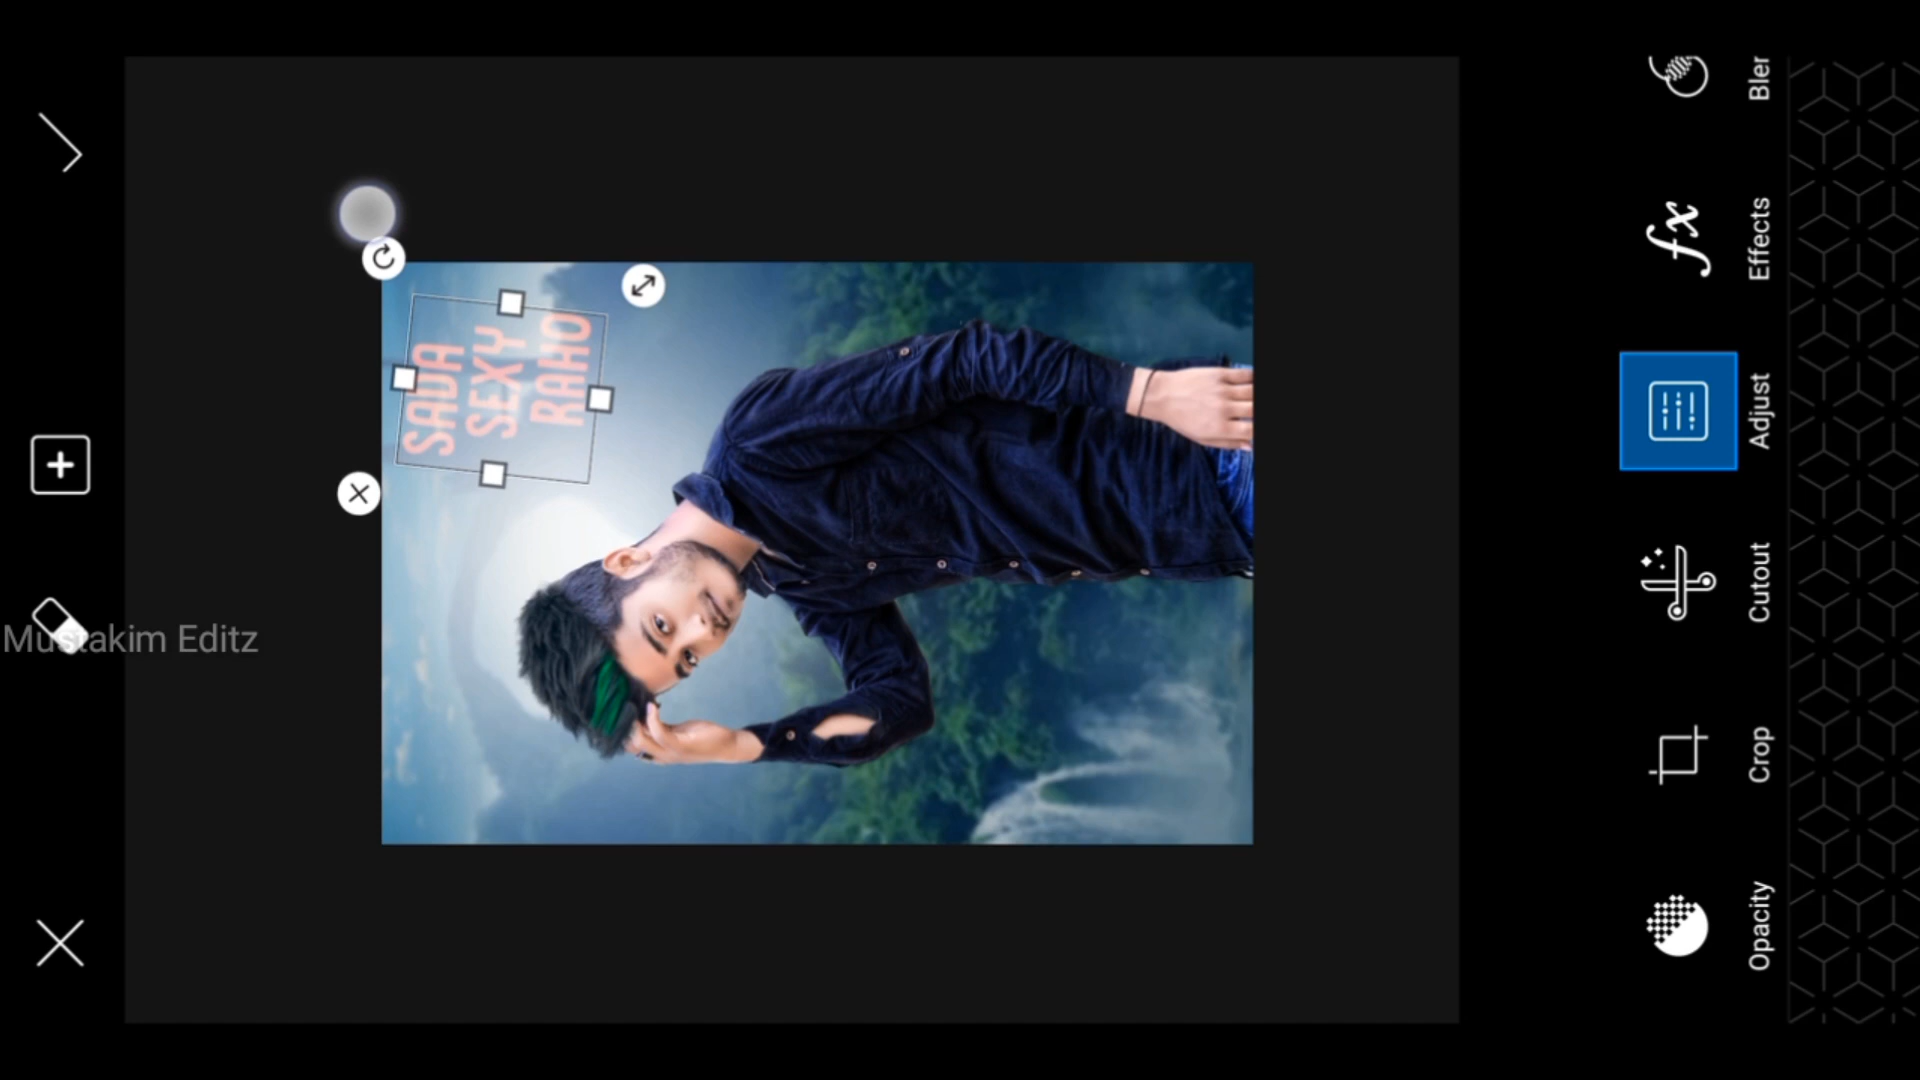 SADA
SEXY
RAHO
Mustakim Editz
Opacity
Crop
Cutout
Adjust
Effects
Bler